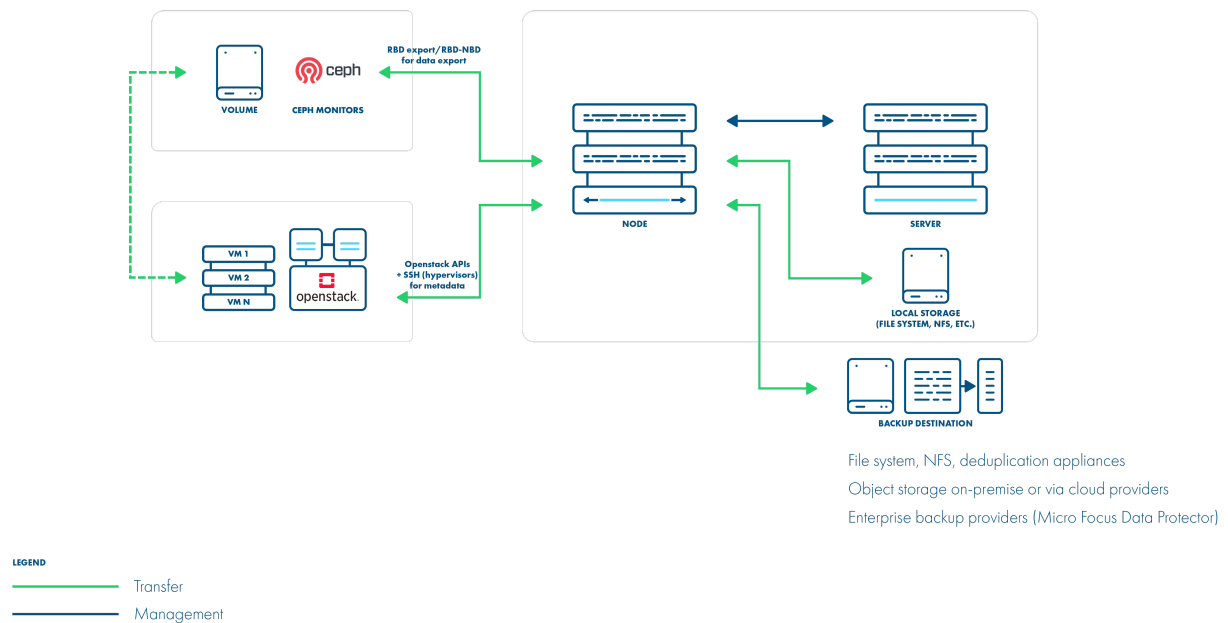 RBD export/RBD-NBD
for data export
ceph
VOLUME
CEPH MONITORS
NODE
SERVER
VM 1
VM 2
VM N
openstack.
Openstack APIs
+ SSH (hypervisors)
for metadata
LOCAL STORAGE
(FILE SYSTEM, NFS, ETC.)
BACKUP DESTINATION
File system, NFS, deduplication appliances
Object storage on-premise or via cloud providers
Enterprise backup providers (Micro Focus Data Protector)
LEGEND
Transfer
Management